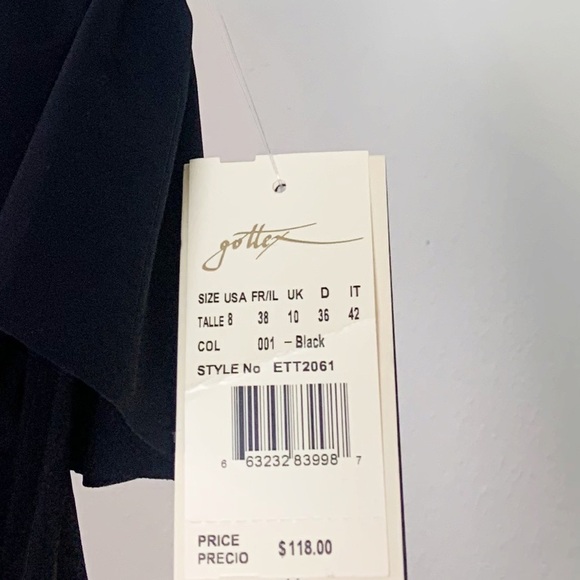 gottex
SIZE USA FR/IL UK D IT
TALLE 8 38 10 36 42
COL 001 – Black
STYLE No ETT2061
6 63232 83998 7
PRICE
PRECIO $118.00